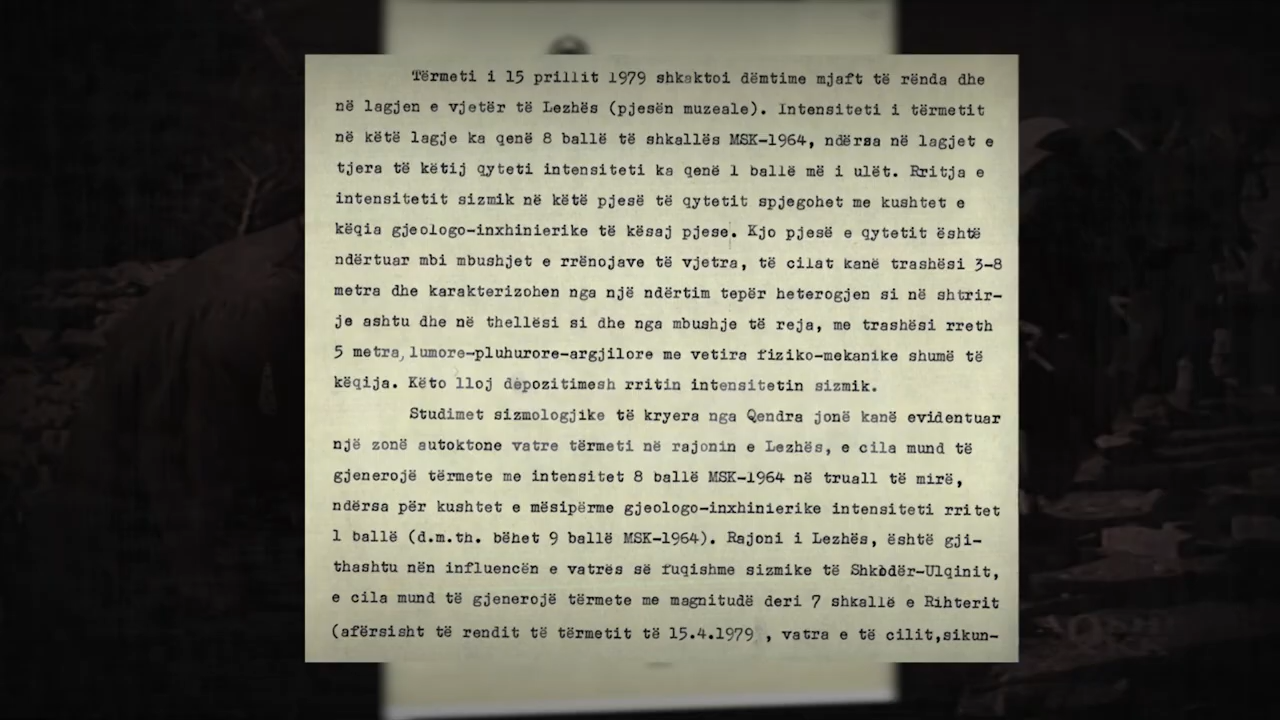 Tërmeti i 15 prillit 1979 shkaktoi dëmtime mjaft të rënda dhe
në lagjen e vjetër të Lezhës (pjesën muzeale). Intensiteti i tërmetit
në këtë lagje ka qenë 8 ballë të shkallës MSK-1964, ndërsa në lagjet e
tjera të këtij qyteti intensiteti ka qenë 1 ballë më i ulët. Rritja e
intensitetit sizmik në këtë pjesë të qytetit spjegohet me kushtet e
këqia gjeologo-inxhinierike të kësaj pjese. Kjo pjesë e qytetit është
ndërtuar mbi mbushjet e rrënojave të vjetra, të cilat kanë trashësi 3-8
metra dhe karakterizohen nga një ndërtim tepër heterogjen si në shtrir-
je ashtu dhe në thellësi si dhe nga mbushje të reja, me trashësi rreth
5 metra, lumore-pluhurore-argjilore me vetira fiziko-mekanike shumë të
këqija. Këto lloj depozitimesh rritin intensitetin sizmik.
Studimet sizmologjike të kryera nga Qendra jonë kanë evidentuar
një zonë autoktone vatre tërmeti në rajonin e Lezhës, e cila mund të
gjenerojë tërmete me intensitet 8 ballë MSK-1964 në truall të mirë,
ndërsa për kushtet e mësipërme gjeologo-inxhinierike intensiteti rritet
1 ballë (d.m.th. bëhet 9 ballë MSK-1964). Rajoni i Lezhës, është gji-
thashtu nën influencën e vatrës së fuqishme sizmike të Shkodër-Ulqinit,
e cila mund të gjenerojë tërmete me magnitudë deri 7 shkallë e Rihterit
(afërsisht të rendit të tërmetit të 15.4.1979 , vatra e të cilit,sikun-